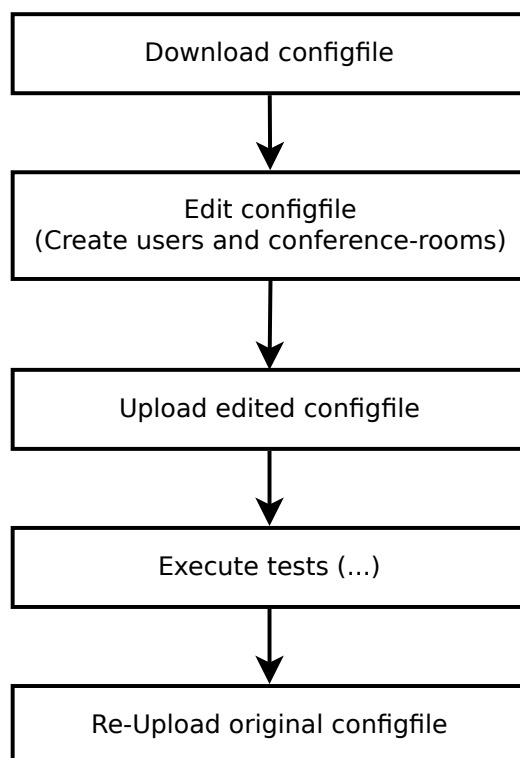 Download configfile
Edit configfile
(Create users and conference-rooms)
Upload edited configfile
Execute tests (...)
Re-Upload original configfile